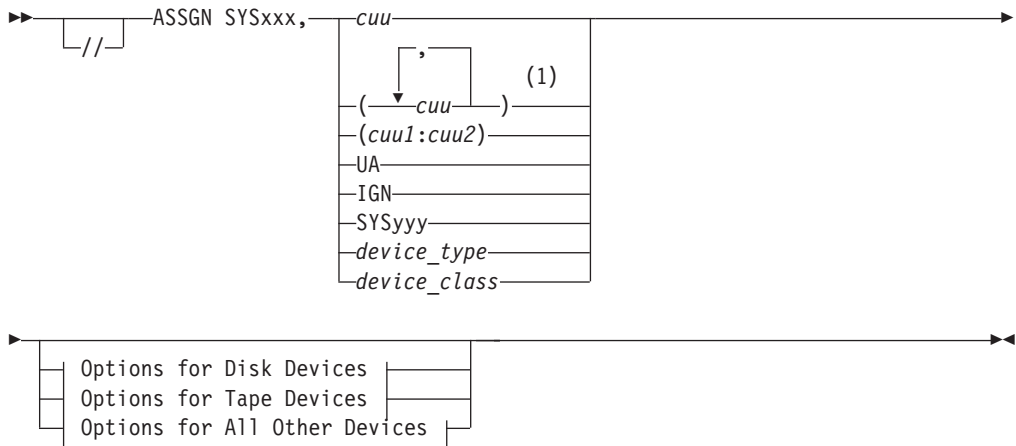 ASSGN SYSxxx, cuu
//
,
(1)
( cuu )
(cuu1:cuu2)
UA
IGN
SYSyyy
device_type
device_class
Options for Disk Devices
Options for Tape Devices
Options for All Other Devices